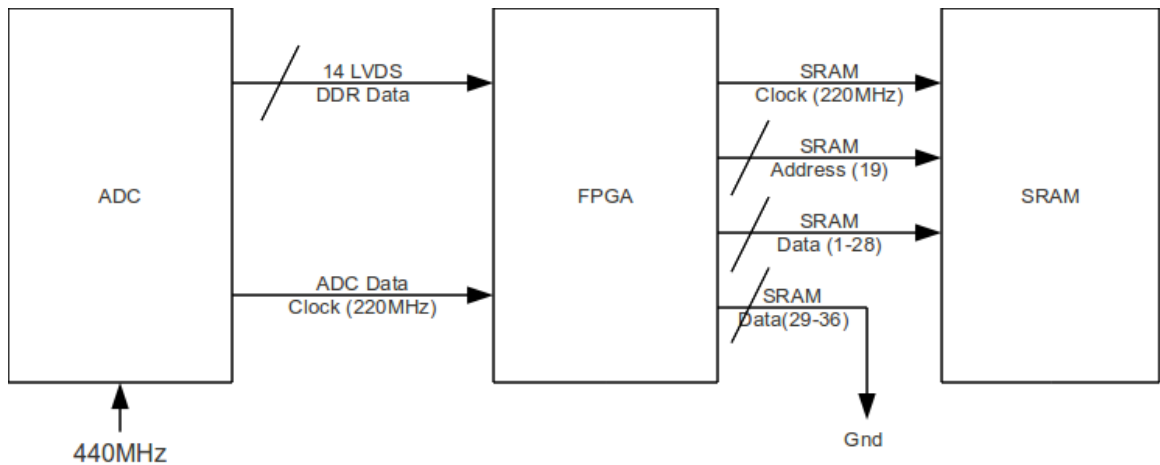 14 LVDS
DDR Data
SRAM
Clock (220MHz)
SRAM
Address (19)
ADC
FPGA
SRAM
SRAM
Data (1-28)
ADC Data
Clock (220MHz)
SRAM
Data(29-36)
Gnd
440MHz